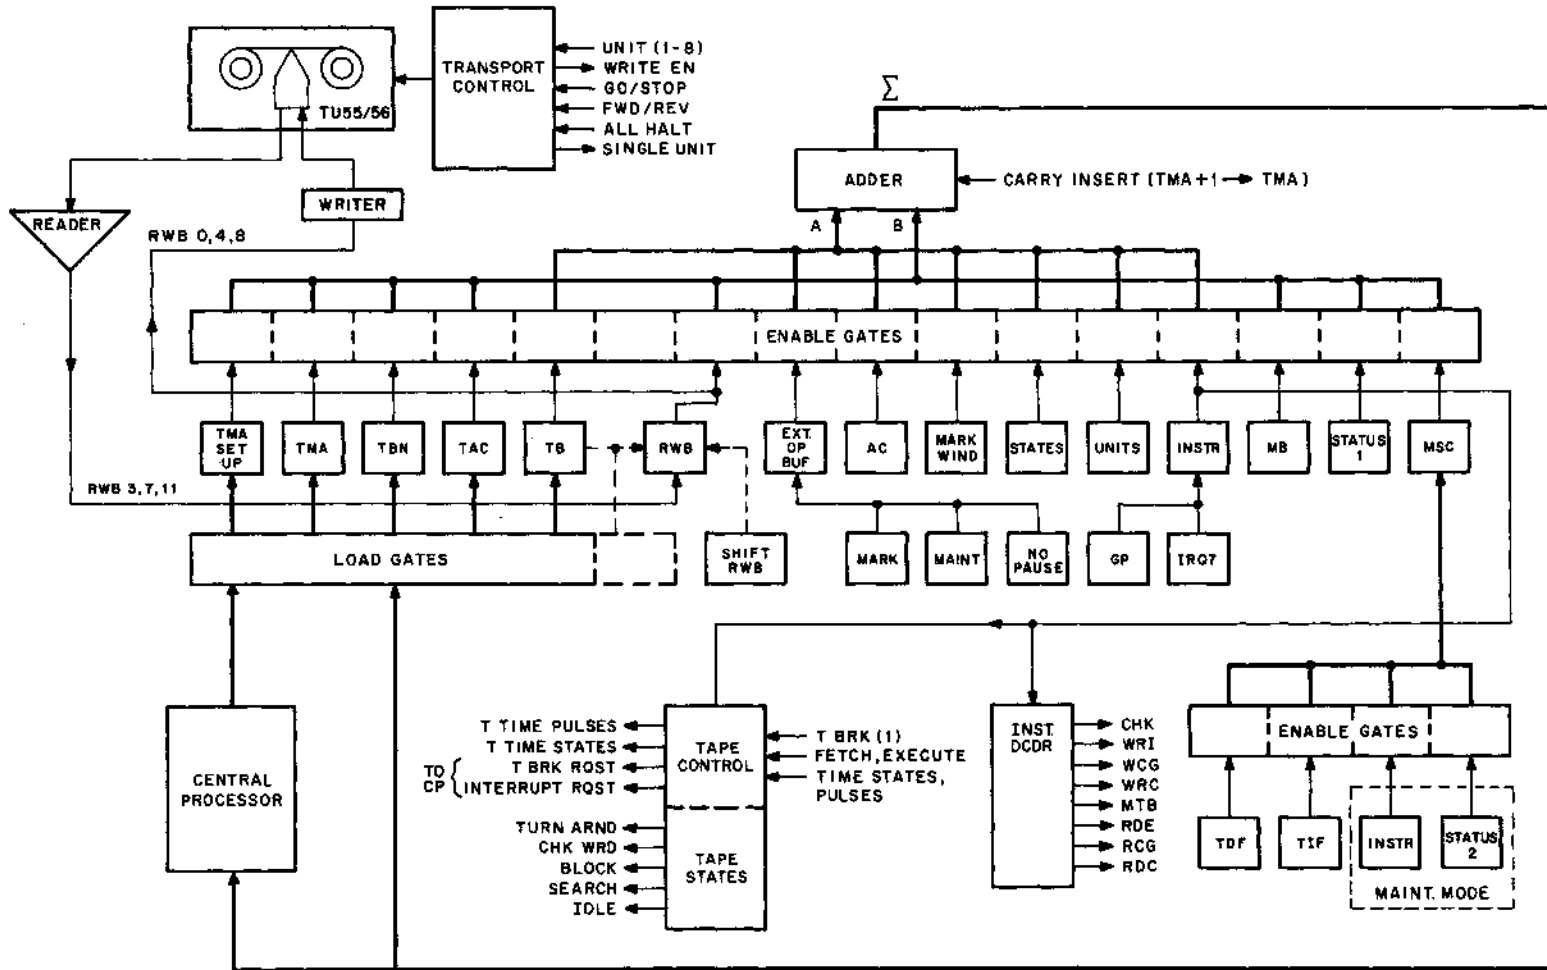 TU55/56
TRANSPORT
CONTROL
UNIT (1-8)
WRITE EN
GO/STOP
FWD/REV
ALL HALT
SINGLE UNIT
Σ
READER
WRITER
RWB 0,4,8
ADDER
CARRY INSERT (TMA+1 → TMA)
A
B
ENABLE GATES
TMA
SET
UP
TMA
TBN
TAC
TB
RWB
EXT.
OP
BUF
AC
MARK
WIND
STATES
UNITS
INSTR
MB
STATUS
1
MSC
RWB 3,7,11
LOAD GATES
SHIFT
RWB
MARK
MAINT
NO
PAUSE
GP
IRO7
CENTRAL
PROCESSOR
T TIME PULSES
T TIME STATES
TO
CP
T BRK RQST
INTERRUPT RQST
TURN ARND
CHK WRD
BLOCK
SEARCH
IDLE
TAPE
CONTROL
TAPE
STATES
T BRK (1)
FETCH, EXECUTE
TIME STATES,
PULSES
INST.
DCDR
CHK
WRI
WCG
WRC
MTB
RDE
RCG
RDC
ENABLE GATES
TDF
TIF
INSTR
STATUS
2
MAINT. MODE